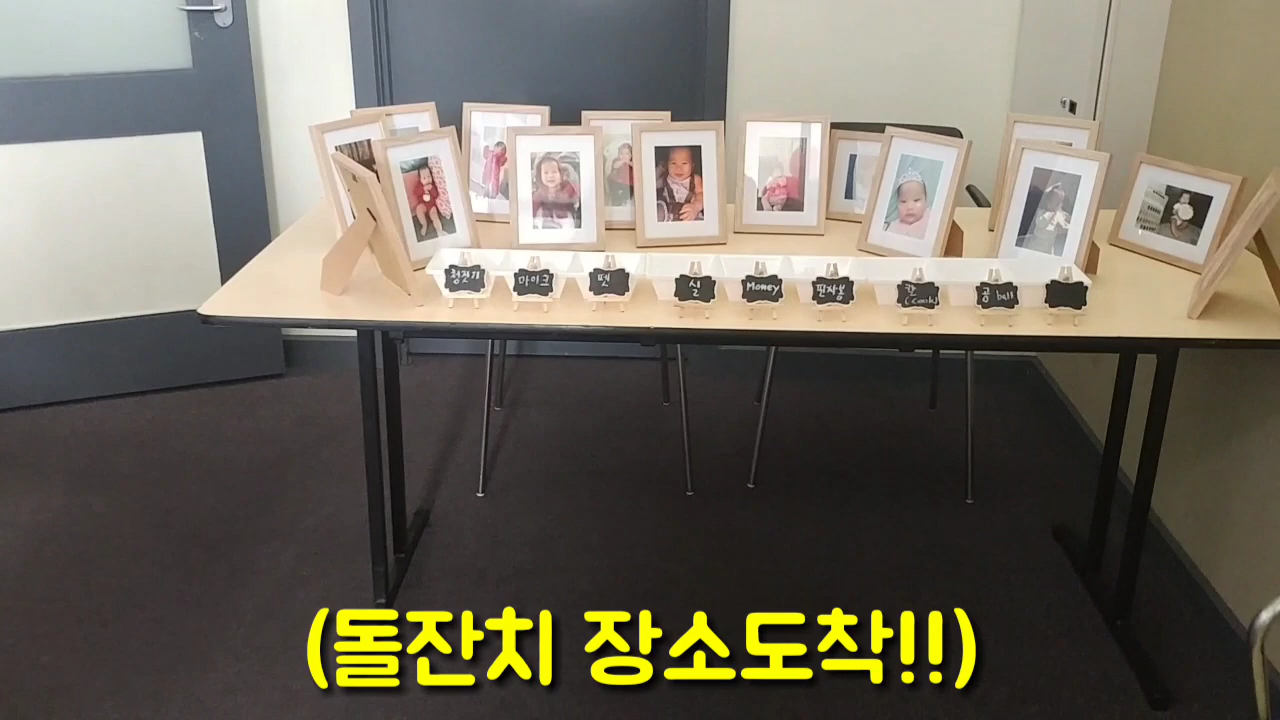 청진기
마이크
펜
실
Money
판사봉
칼
(cook)
공 ball
(돌잔치 장소도착!!)